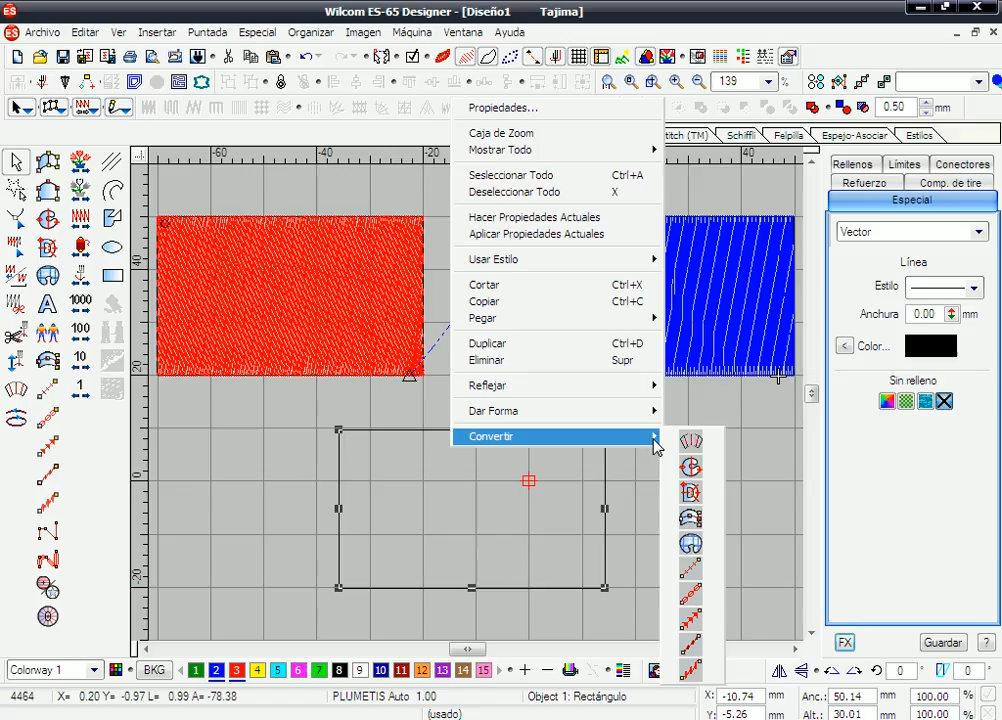 Wilcom ES-65 Designer - [Diseño1 Tajima]
Archivo Editar Ver Insertar Puntada Especial Organizar Imagen Máquina Ventana Ayuda
139 %
0.50 mm
Propiedades...
Caja de Zoom
Mostrar Todo
Sesleccionar Todo Ctrl+A
Deseleccionar Todo X
Hacer Propiedades Actuales
Aplicar Propiedades Actuales
Usar Estilo
Cortar Ctrl+X
Copiar Ctrl+C
Pegar
Duplicar Ctrl+D
Eliminar Supr
Reflejar
Dar Forma
Convertir
titch (TM) Schiffli Felpilla Espejo-Asociar Estilos
-60 -40 -20 40
40
20
0
-20
1000
100
10
1
Rellenos Límites Conectores
Refuerzo Comp. de tire
Especial
Vector
Línea
Estilo
Anchura 0.00 mm
< Color...
Sin relleno
FX Guardar ?
Colorway 1 BKG 1 2 3 4 5 6 7 8 9 10 11 12 13 14 15
0 0
4464 X= 0.20 Y= -0.97 L= 0.99 A= -78.38 PLUMETIS Auto 1.00 Object 1: Rectángulo
X: -10.74 mm Anc.: 50.14 mm 100.00 %
(usado)
Y: -5.26 mm Alt.: 30.01 mm 100.00 %